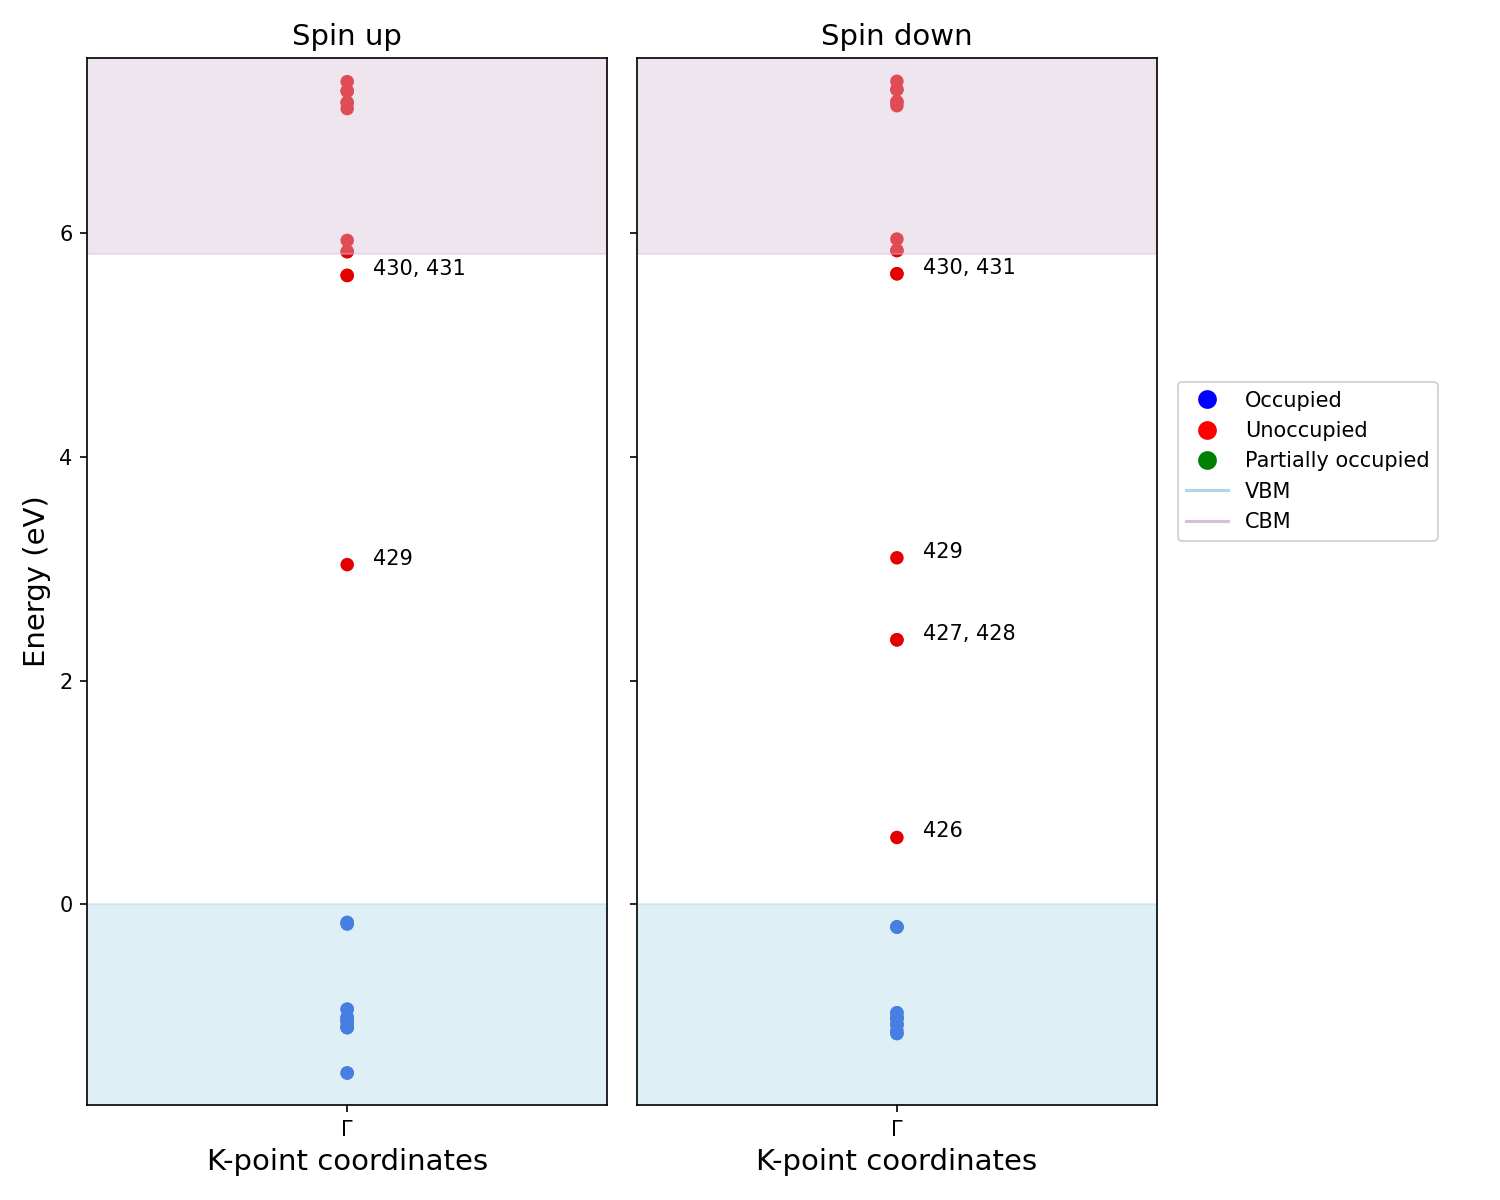 Spin up
Spin down
Energy (eV)
6
4
2
0
430, 431
429
430, 431
429
427, 428
426
Γ
Γ
K-point coordinates
K-point coordinates
Occupied
Unoccupied
Partially occupied
VBM
CBM